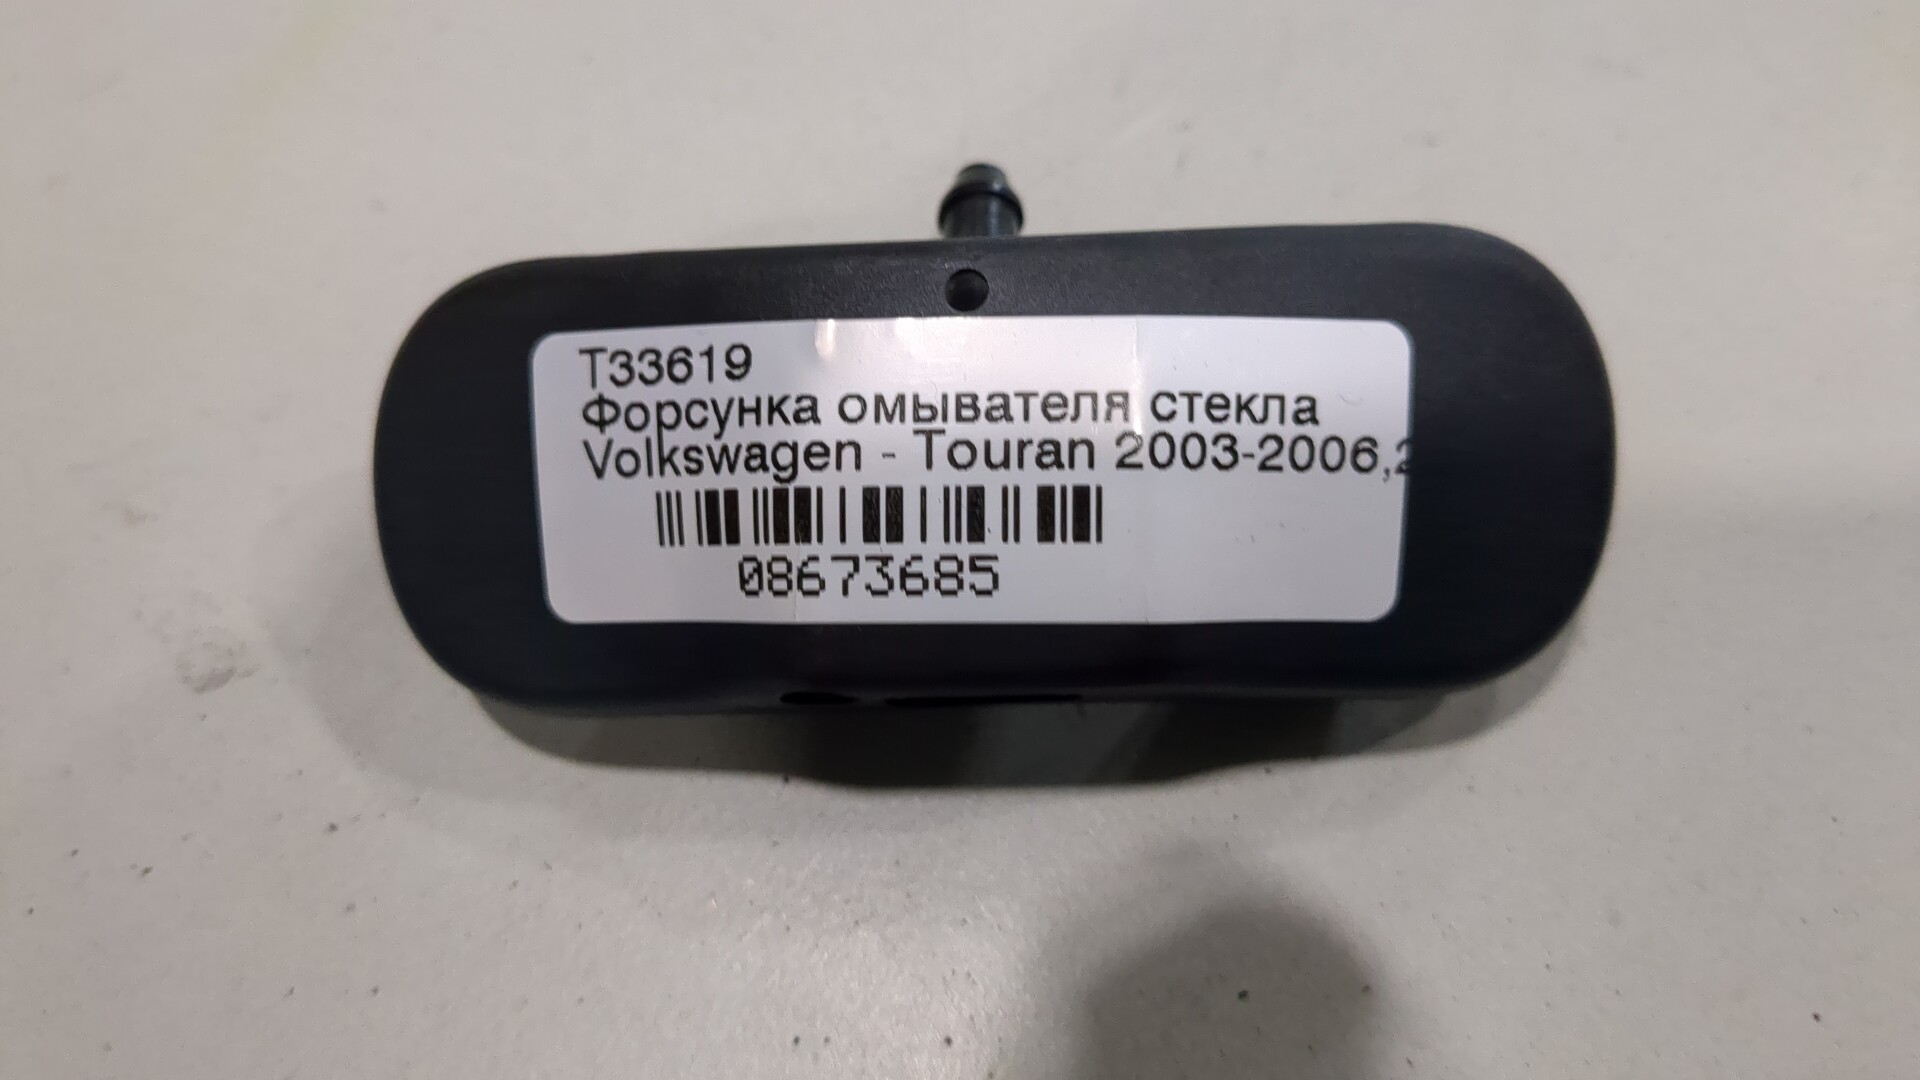 T33619
Форсунка омывателя стекла
Volkswagen - Touran 2003-2006,2
08673685